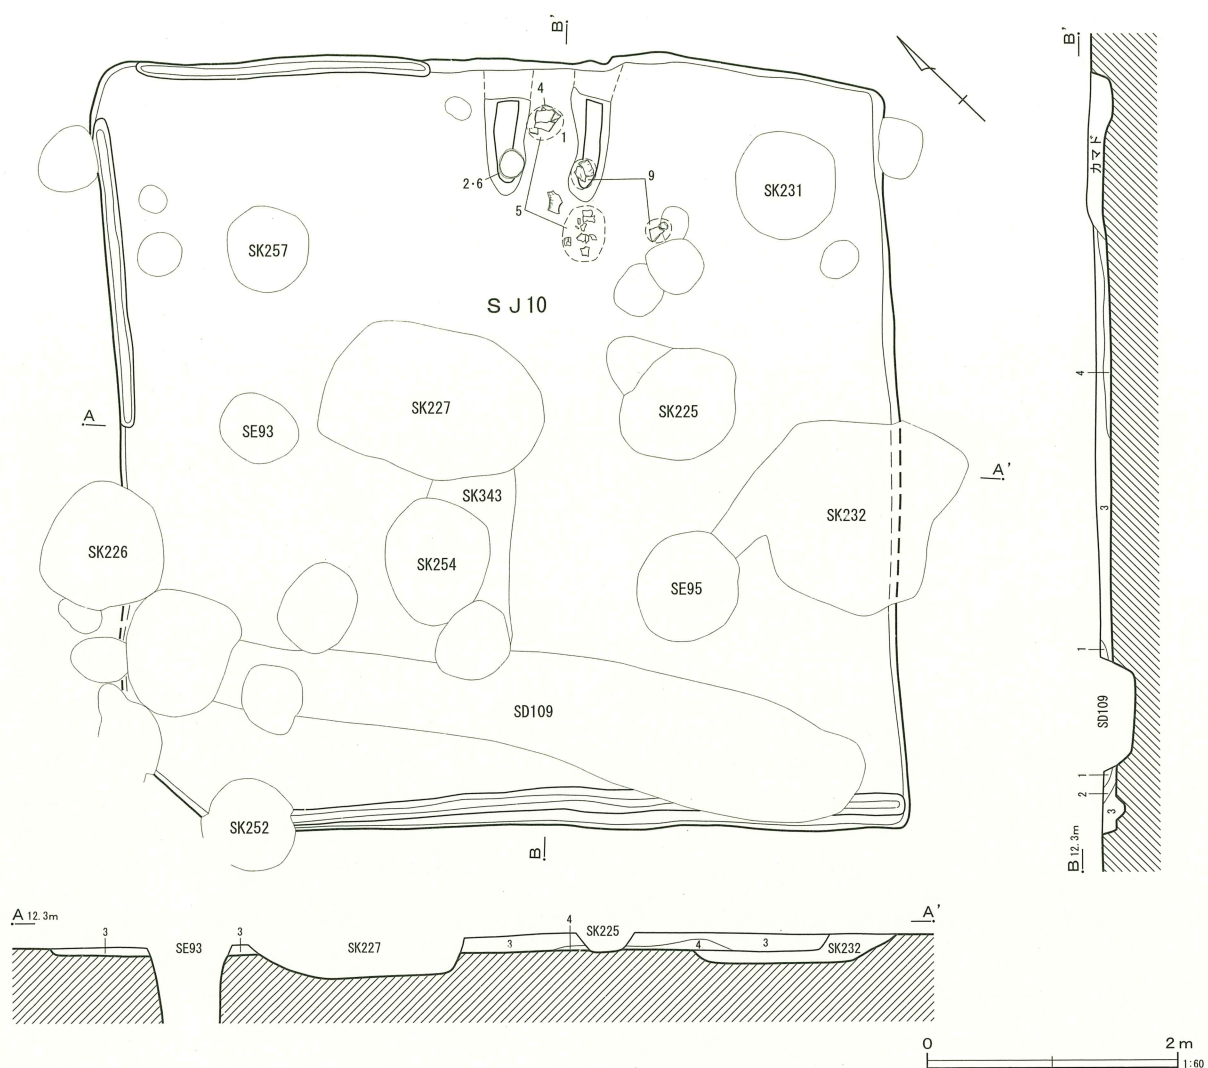 B'
B'
4
1
2・6
9
5
SK231
SK257
カマド
SJ10
4
SK227
SK225
A
SE93
A'
SK343
3
SK232
SK226
SK254
SE95
1
SD109
SD109
1
2
3
SK252
B
B 12.3m
A 12.3m
A'
3
SE93
3
SK227
4
SK225
3
4
3
SK232
0
2m
1:60